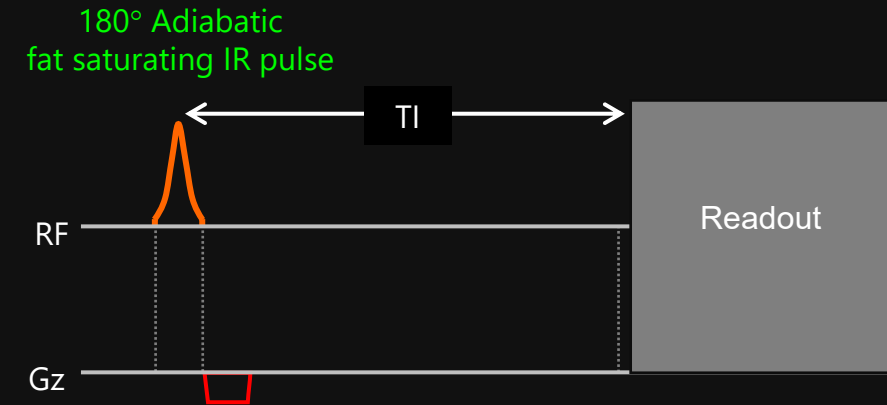 180° Adiabatic
fat saturating IR pulse
TI
Readout
RF
Gz